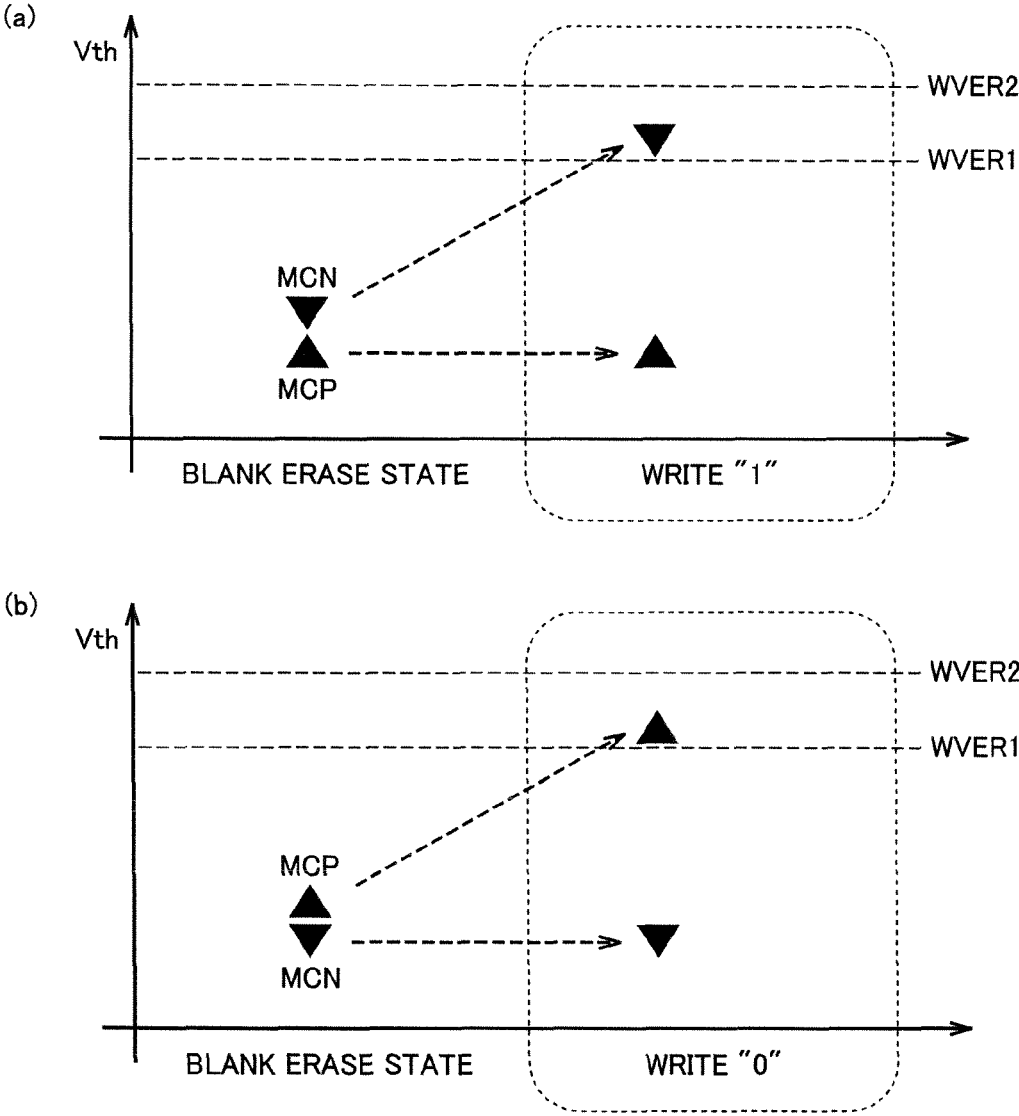 (a)
Vth
WVER2
WVER1
MCN
MCP
BLANK ERASE STATE
WRITE "1"
(b)
Vth
WVER2
WVER1
MCP
MCN
BLANK ERASE STATE
WRITE "0"